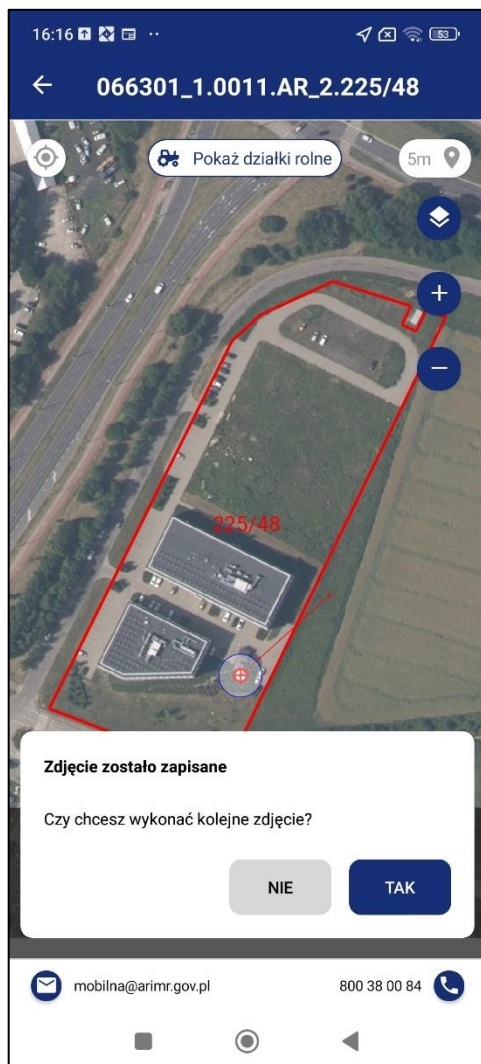 16:16
53
066301_1.0011.AR_2.225/48
Pokaż działki rolne
5m
225/48
Zdjęcie zostało zapisane
Czy chcesz wykonać kolejne zdjęcie?
NIE
TAK
mobilna@arimr.gov.pl
800 38 00 84